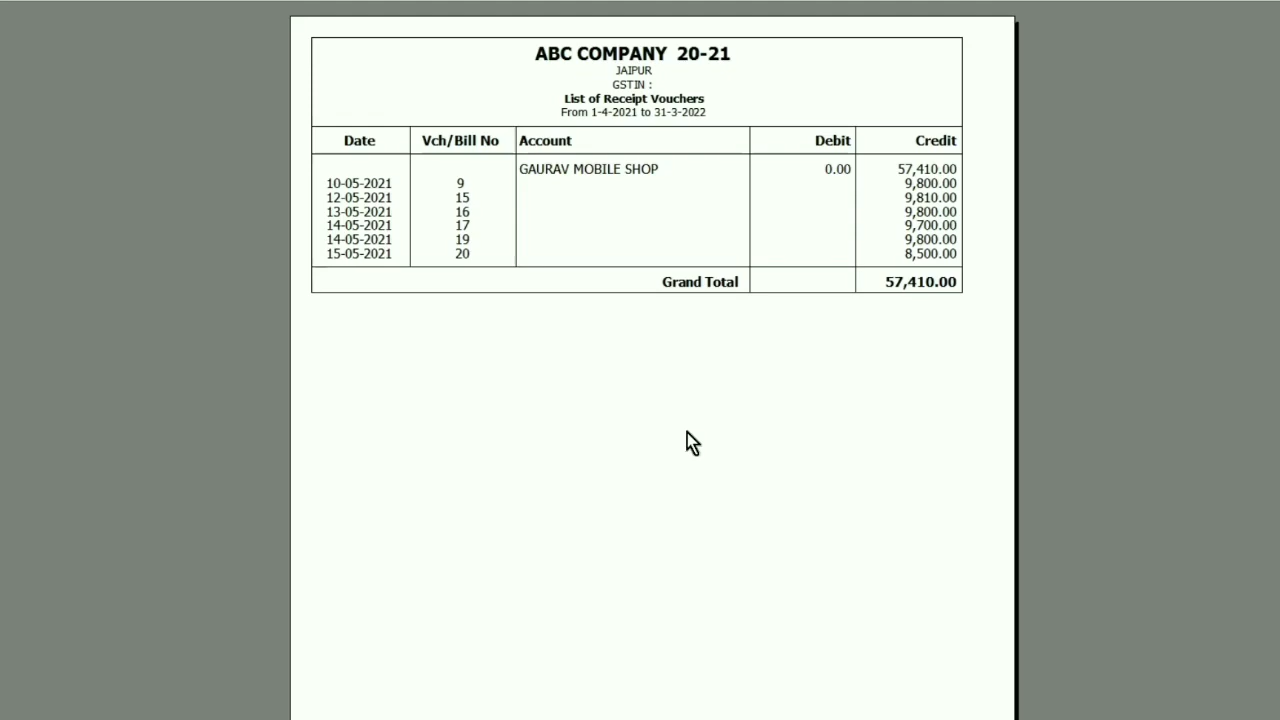 ABC COMPANY 20-21
JAIPUR
GSTIN :
List of Receipt Vouchers
From 1-4-2021 to 31-3-2022
Date Vch/Bill No Account Debit Credit
GAURAV MOBILE SHOP 0.00 57,410.00
10-05-2021 9 9,800.00
12-05-2021 15 9,810.00
13-05-2021 16 9,800.00
14-05-2021 17 9,700.00
14-05-2021 19 9,800.00
15-05-2021 20 8,500.00
Grand Total 57,410.00